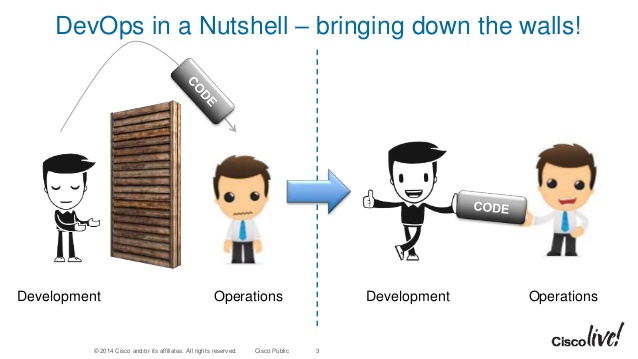 DevOps in a Nutshell – bringing down the walls!
CODE
CODE
Development
Operations
Development
Operations
© 2014 Cisco and/or its affiliates. All rights reserved.
Cisco Public
3
Cisco live!